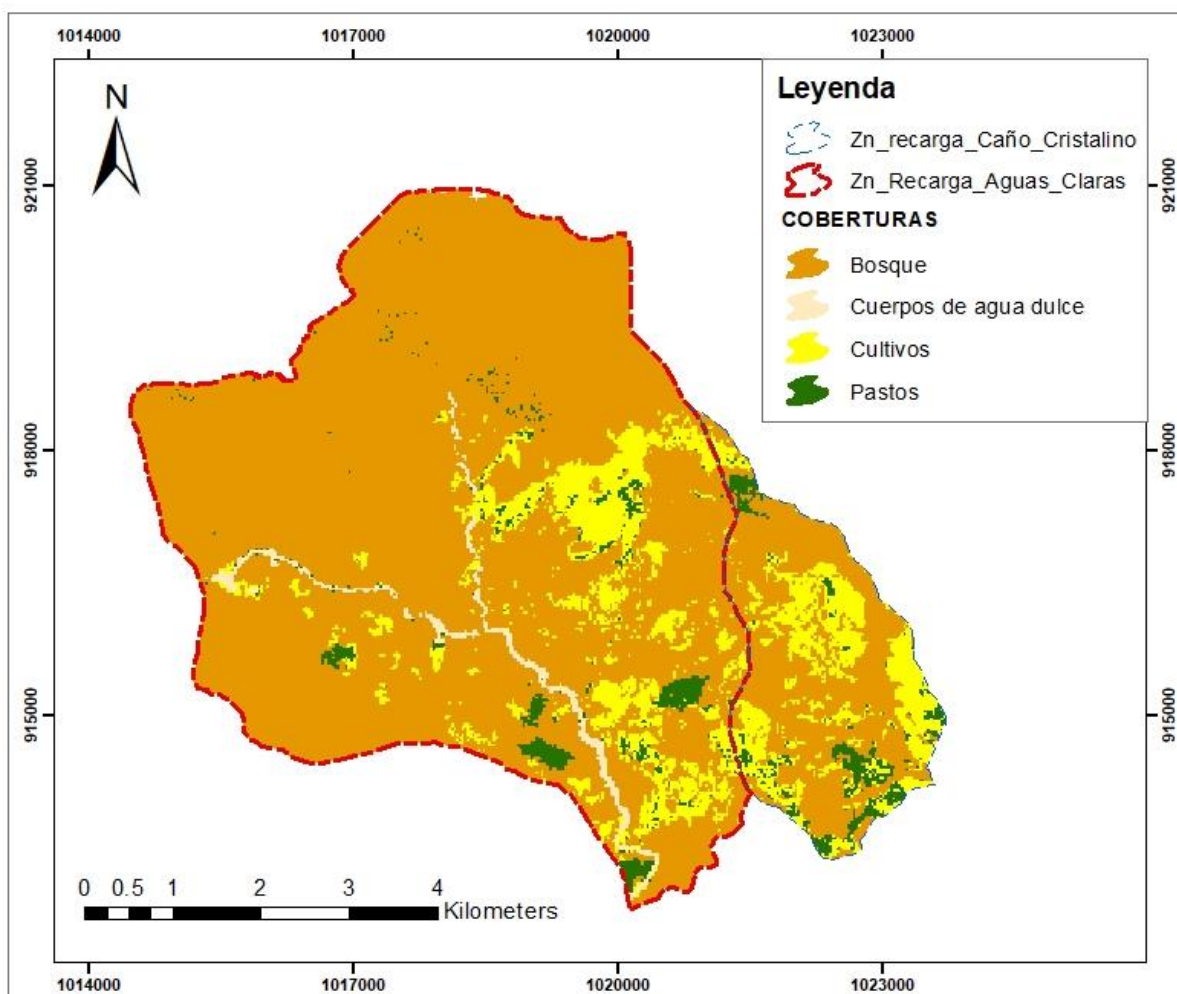 1014000 1017000 1020000 1023000
Leyenda
N
Zn_recarga_Caño_Cristalino
921000 Zn_Recarga_Aguas_Claras 921000
COBERTURAS
Bosque
Cuerpos de agua dulce
Cultivos
Pastos
918000 918000
915000 915000
0 0.5 1 2 3 4
Kilometers
1014000 1017000 1020000 1023000